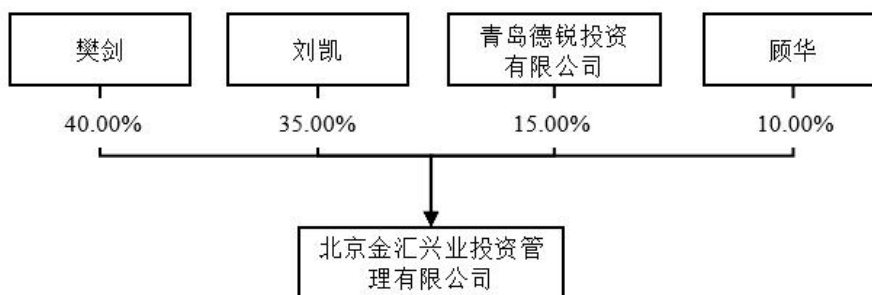 樊剑
刘凯
青岛德锐投资
有限公司
顾华
40.00%
35.00%
15.00%
10.00%
北京金汇兴业投资管
理有限公司